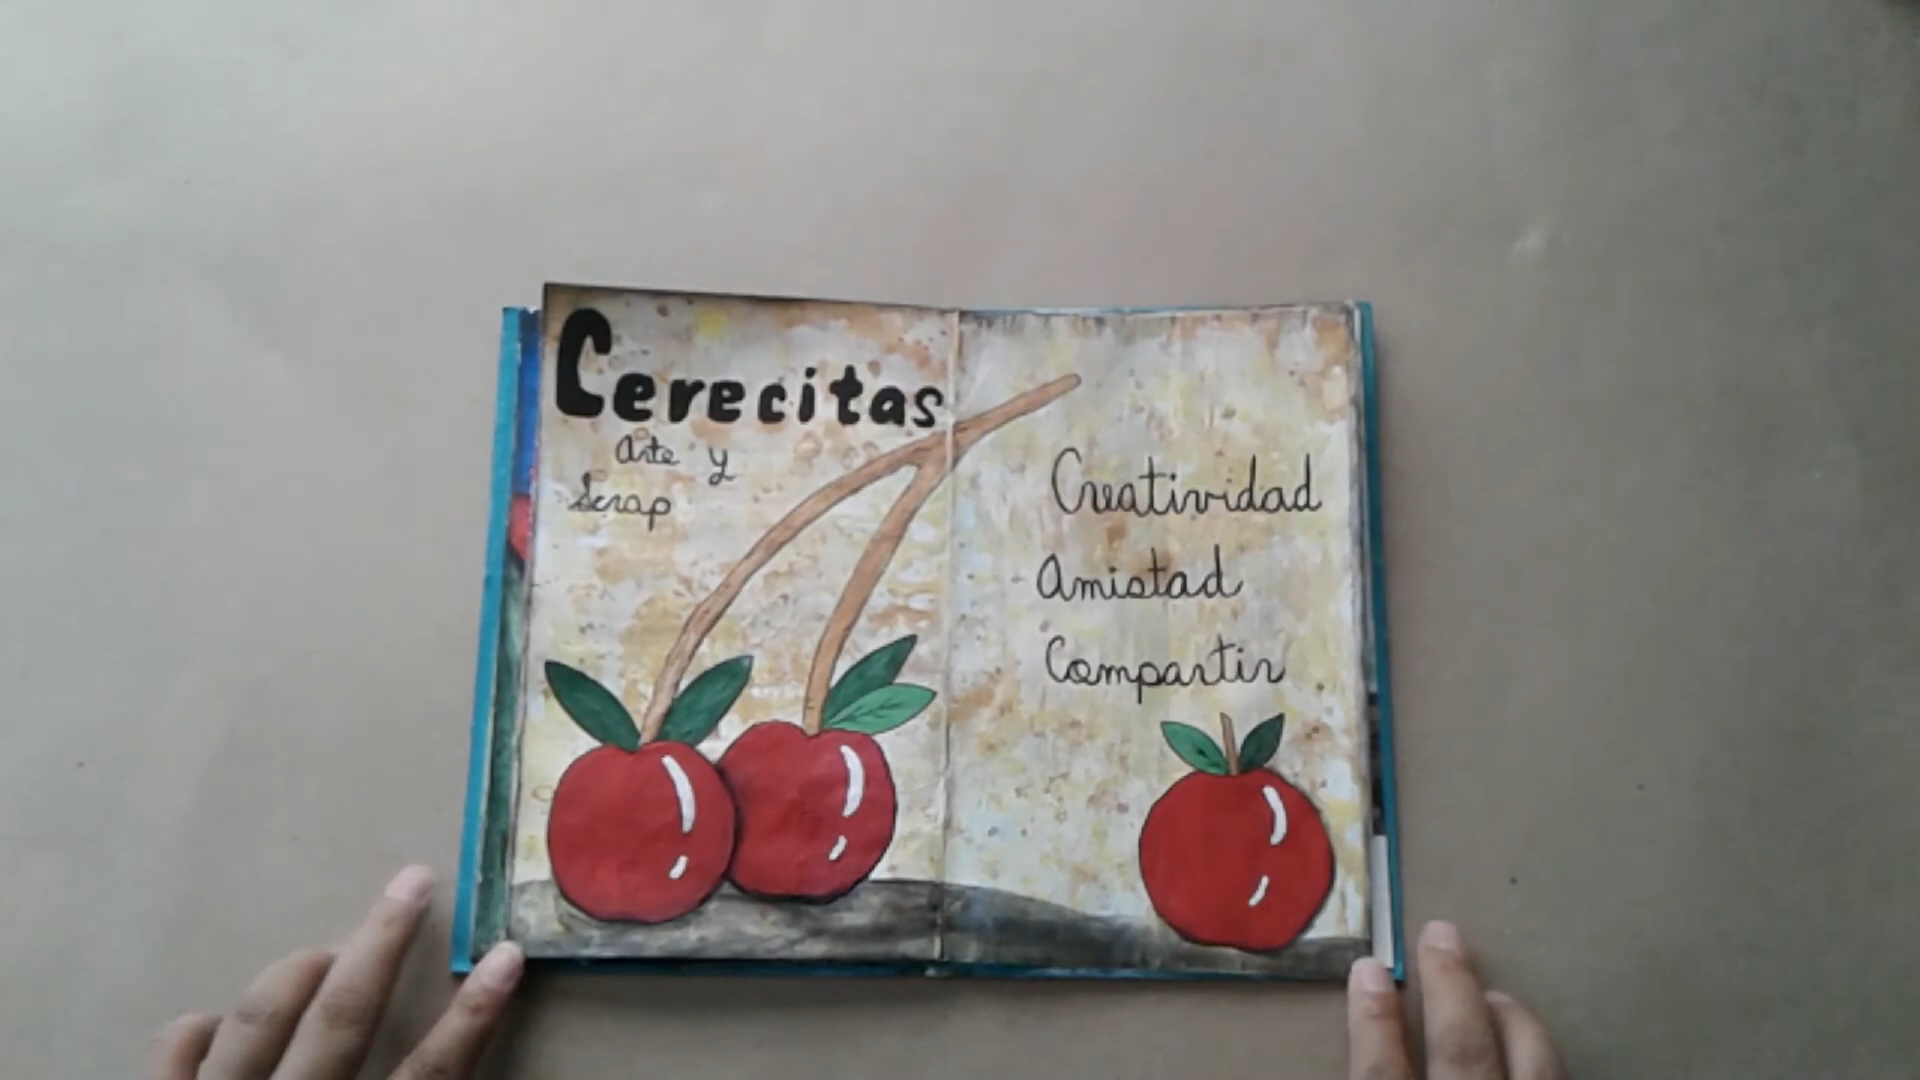 Cerecitas
Arte y
Scrap
Creatividad
Amistad
Compartir